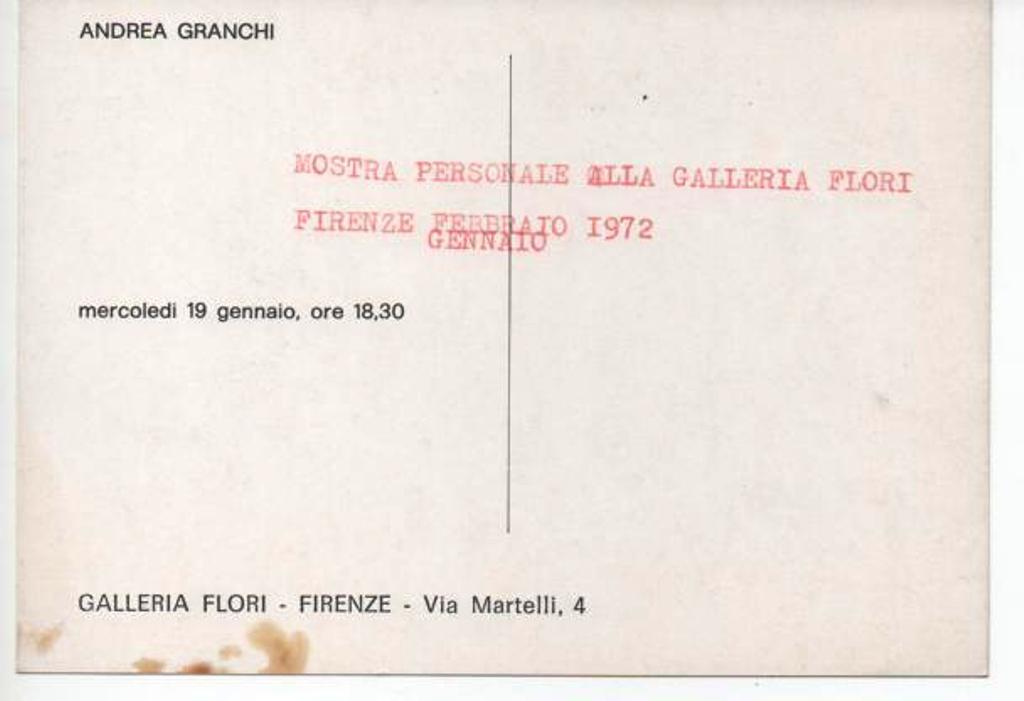 ANDREA GRANCHI
MOSTRA PERSONALE ALLA GALLERIA FLORI
FIRENZE FEBBRAIO 1972
GENNAIO
mercoledì 19 gennaio, ore 18,30
GALLERIA FLORI - FIRENZE - Via Martelli, 4